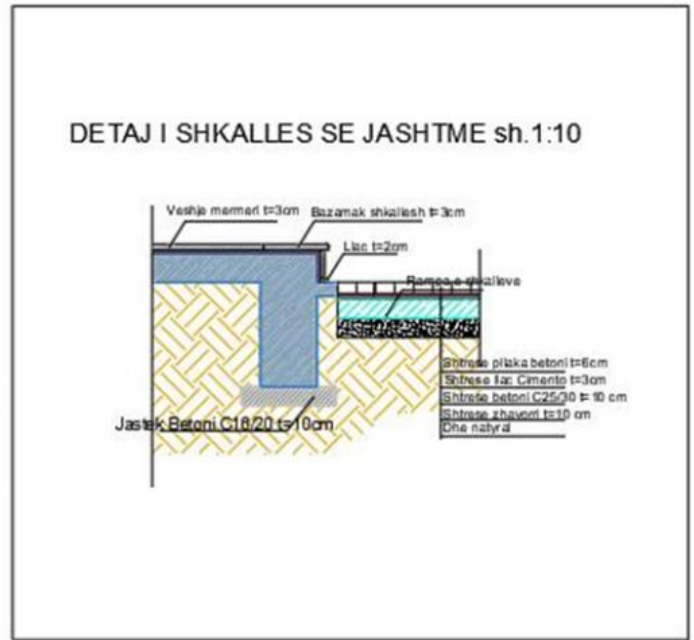 DETAJ I SHKALLES SE JASHTME sh.1:10
Veshje mermeri t=3cm
Bazamak shkallesh t=3cm
Llac t=2cm
Rampa e shkalleve
Shtrese pllaka betoni t=6cm
Shtrese llac Cimento t=3cm
Shtrese betoni C25/30 t=10 cm
Shtrese zhavorri t=10 cm
Dhe natyral
Jastek Betoni C16/20 t=10cm